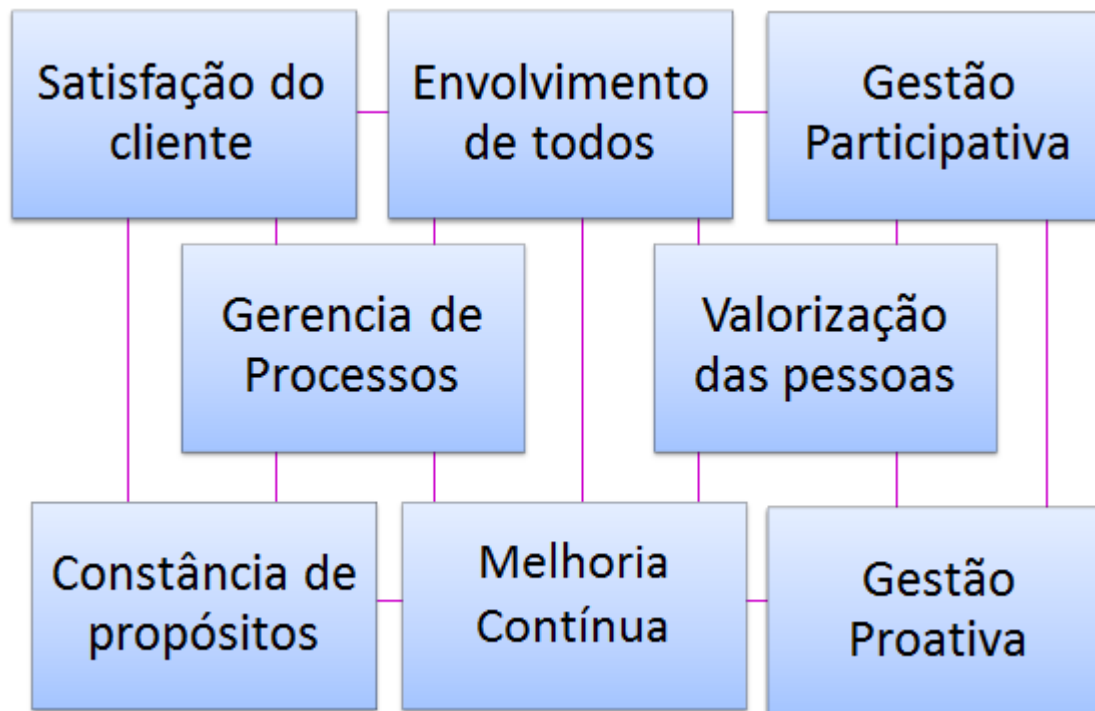 Satisfação do
cliente
Envolvimento
de todos
Gestão
Participativa
Gerencia de
Processos
Valorização
das pessoas
Constância de
propósitos
Melhoria
Contínua
Gestão
Proativa